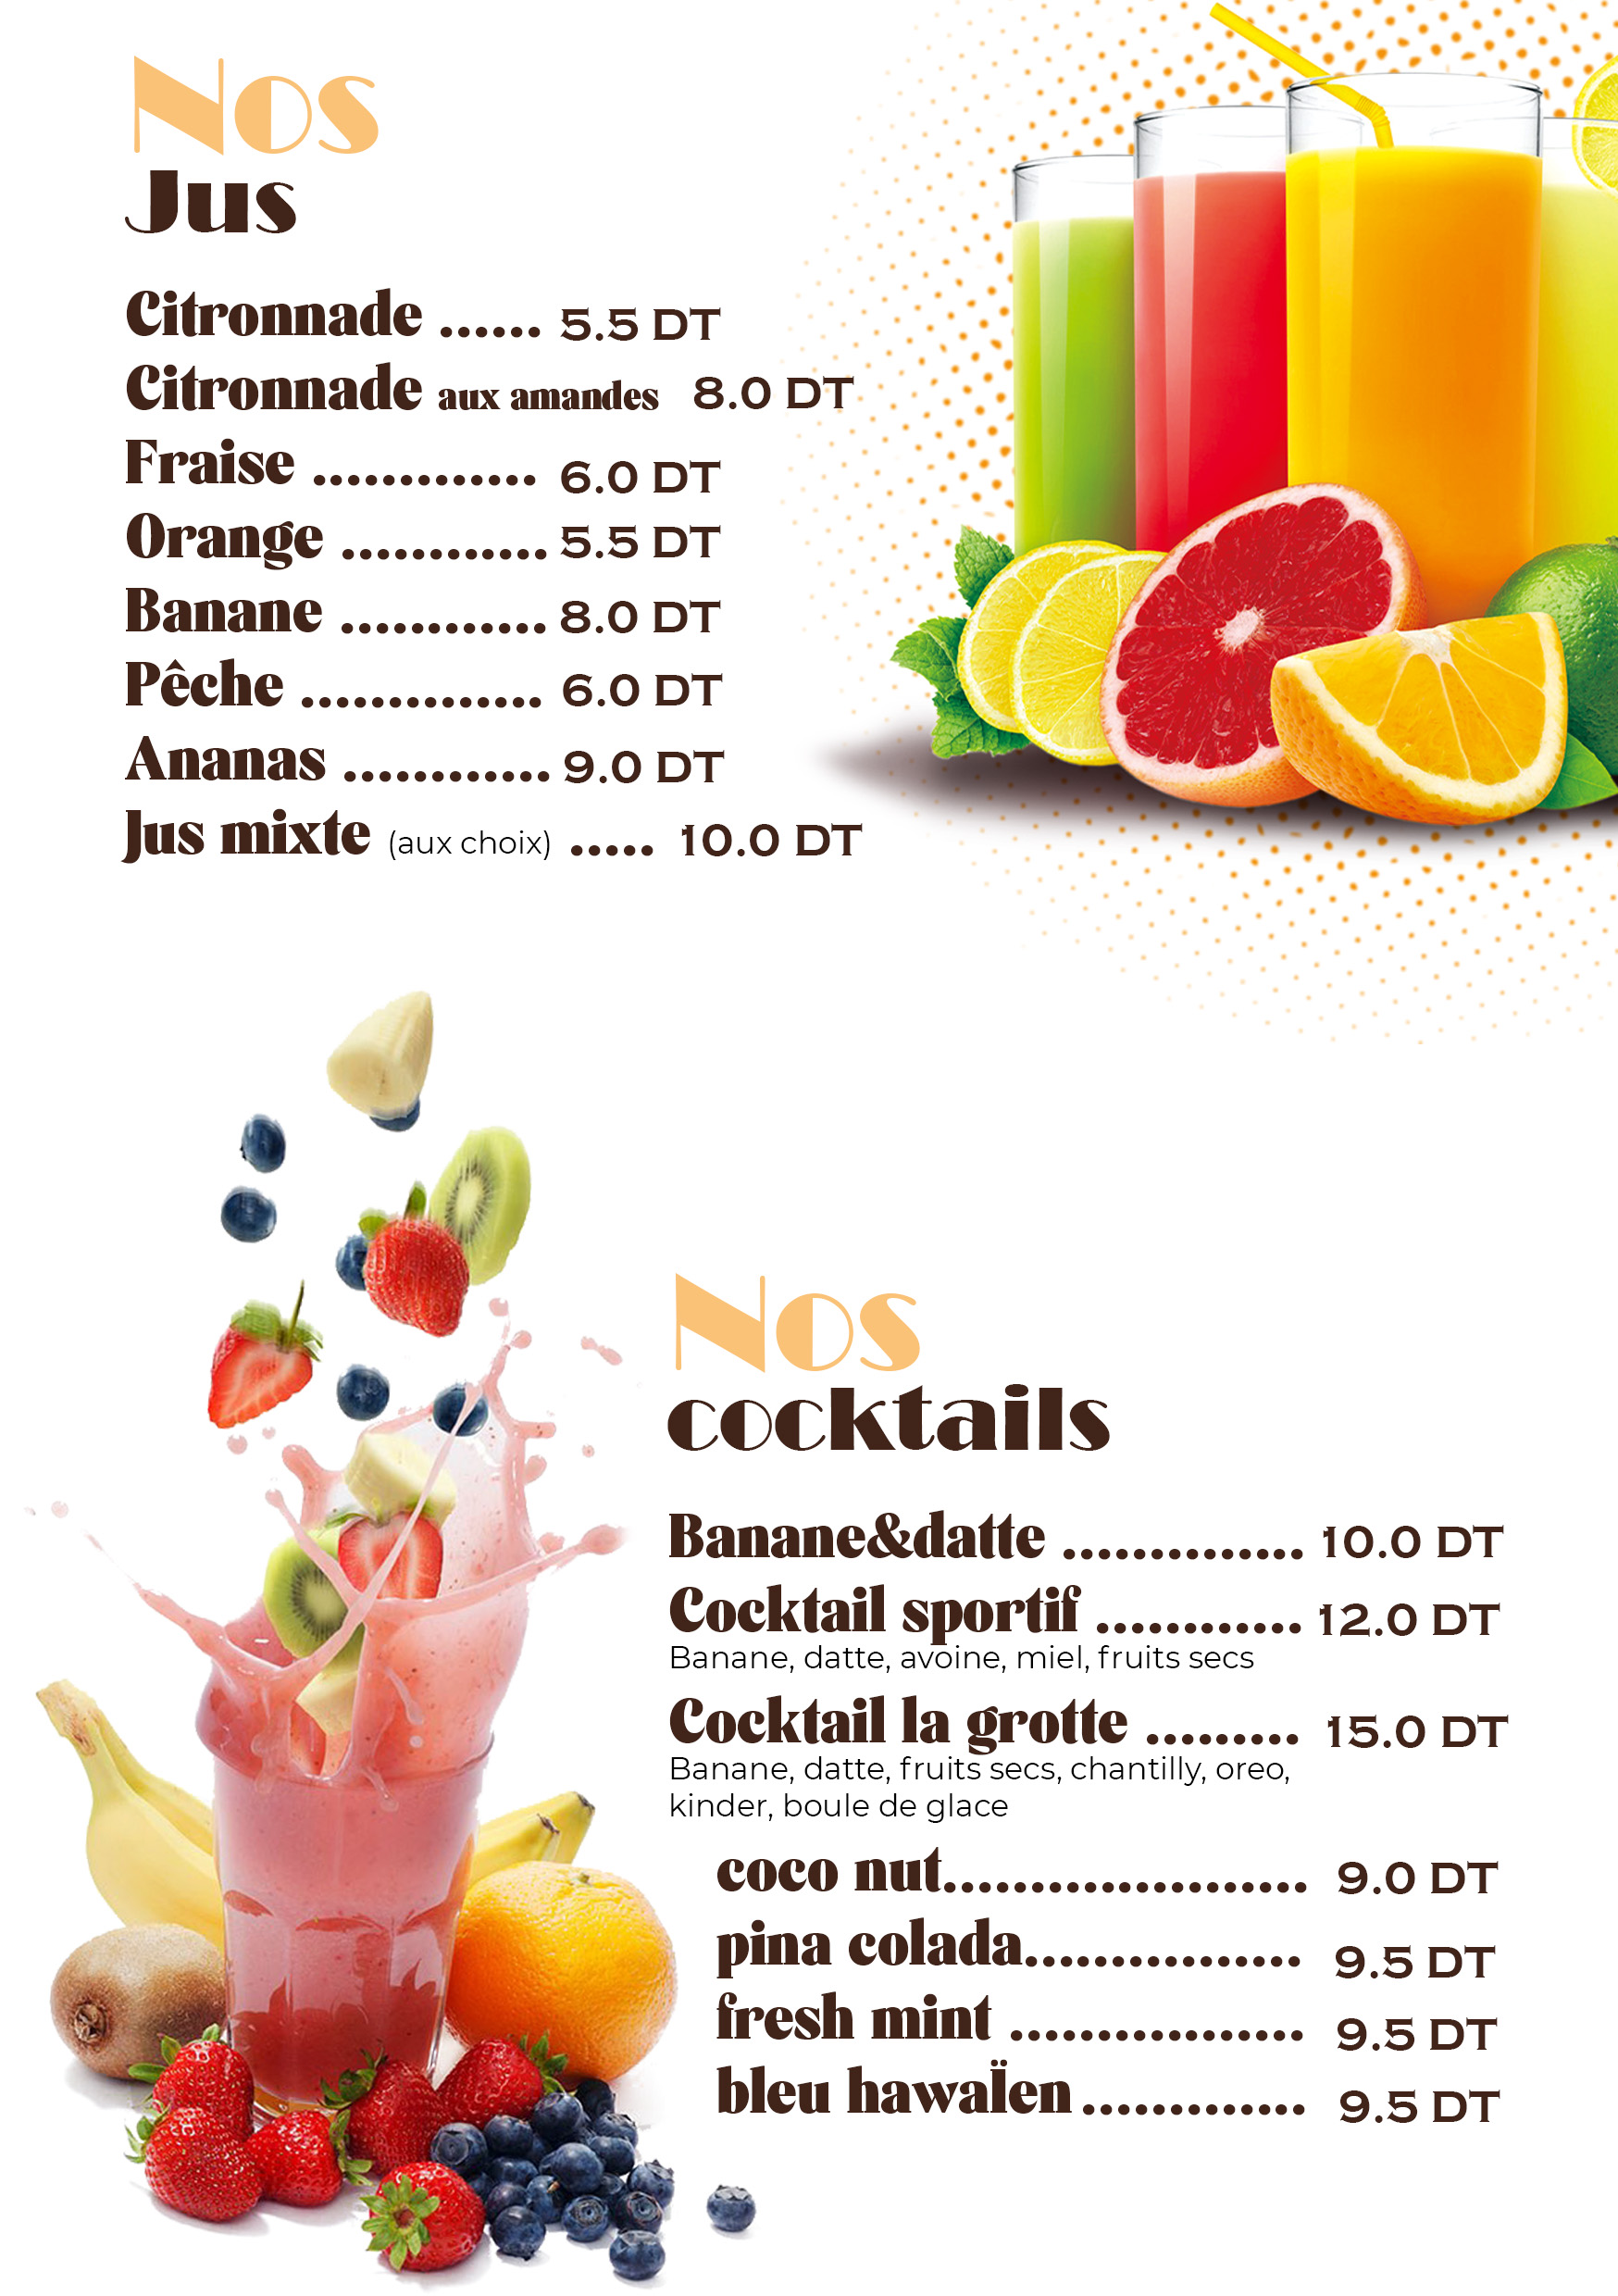 Nos
Jus
Citronnade ...... 5.5 DT
Citronnade aux amandes 8.0 DT
Fraise ............. 6.0 DT
Orange ............ 5.5 DT
Banane ............ 8.0 DT
Pêche .............. 6.0 DT
Ananas ............ 9.0 DT
Jus mixte (aux choix) ..... 10.0 DT
Nos
cocktails
Banane&datte .............. 10.0 DT
Cocktail sportif ............ 12.0 DT
Banane, datte, avoine, miel, fruits secs
Cocktail la grotte ......... 15.0 DT
Banane, datte, fruits secs, chantilly, oreo,
kinder, boule de glace
coco nut..................... 9.0 DT
pina colada................ 9.5 DT
fresh mint ................. 9.5 DT
bleu hawaÏen ............. 9.5 DT